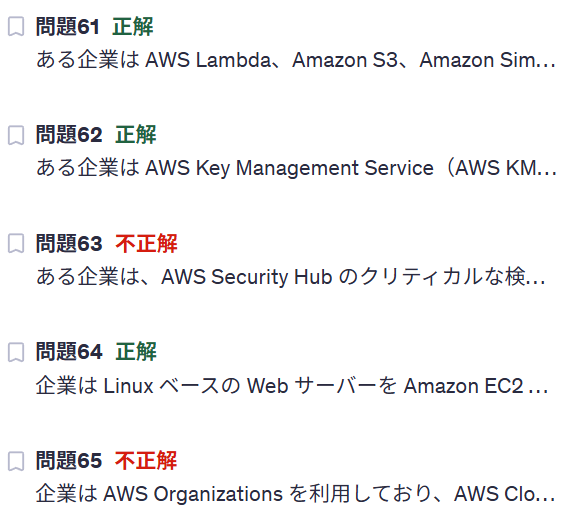 問題61 正解
ある企業は AWS Lambda、Amazon S3、Amazon Sim…
問題62 正解
ある企業は AWS Key Management Service（AWS KM…
問題63 不正解
ある企業は、AWS Security Hub のクリティカルな検…
問題64 正解
企業は Linux ベースの Web サーバーを Amazon EC2 …
問題65 不正解
企業は AWS Organizations を利用しており、AWS Clo…